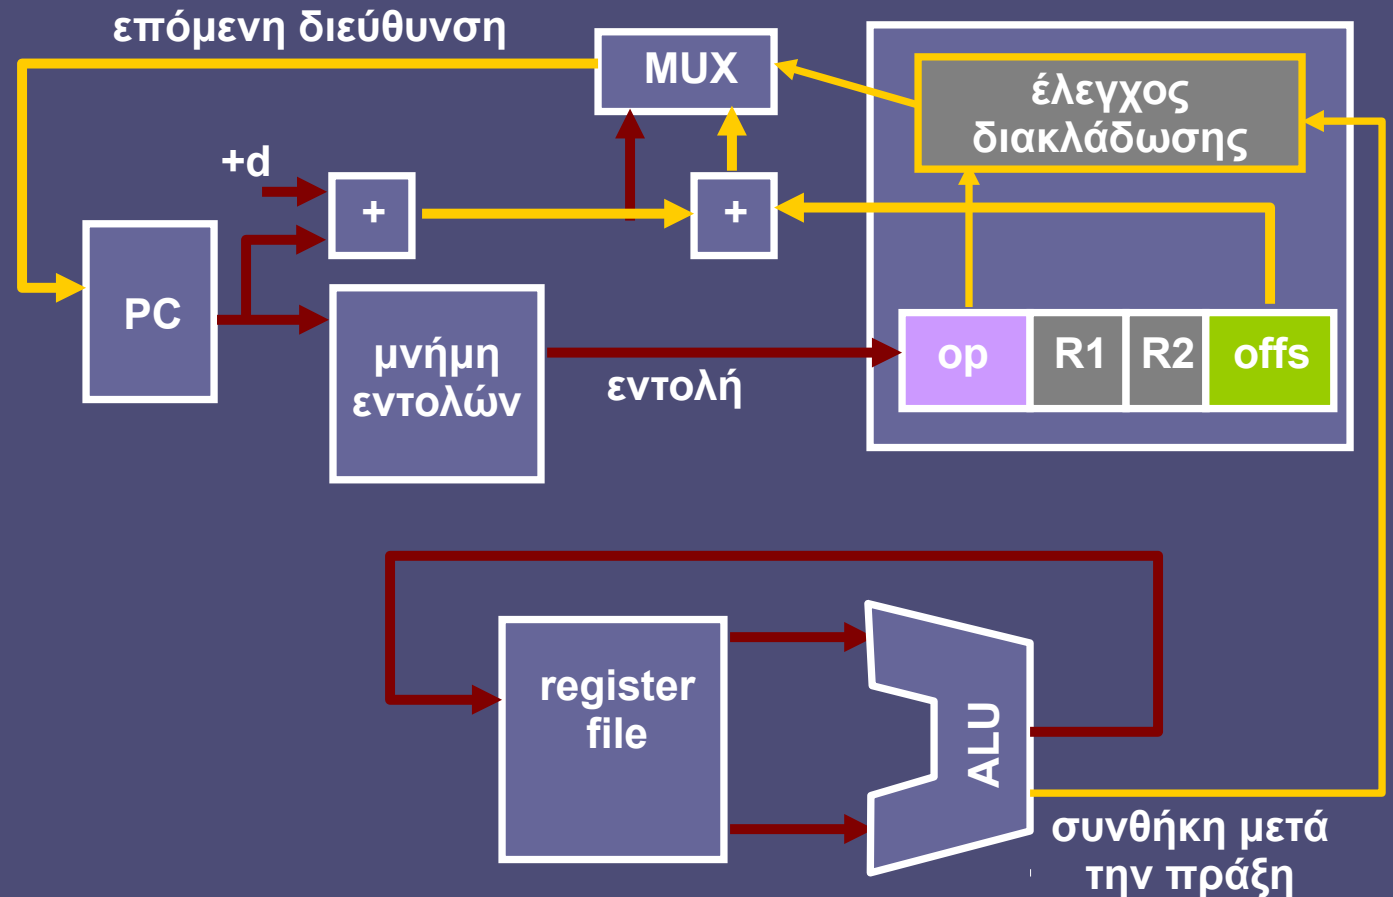 επόμενη διεύθυνση
MUX
έλεγχος
διακλάδωσης
+d
+
+
PC
μνήμη
εντολών
εντολή
op
R1
R2
offs
register
file
ALU
συνθήκη μετά
την πράξη